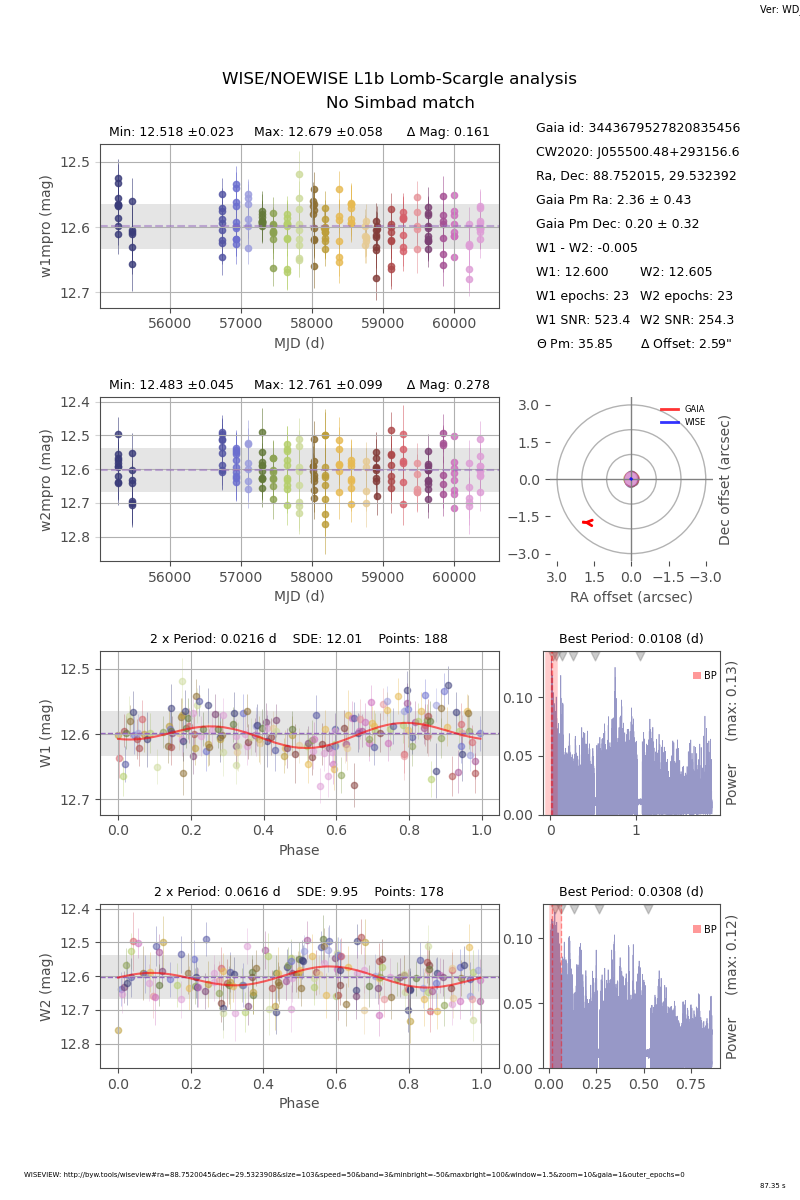 Ver: WD_
WISE/NOEWISE L1b Lomb-Scargle analysis
No Simbad match
Min: 12.518 ±0.023 Max: 12.679 ±0.058 Δ Mag: 0.161
12.5
12.6
12.7
w1mpro (mag)
56000 57000 58000 59000 60000
MJD (d)
Gaia id: 3443679527820835456
CW2020: J055500.48+293156.6
Ra, Dec: 88.752015, 29.532392
Gaia Pm Ra: 2.36 ± 0.43
Gaia Pm Dec: 0.20 ± 0.32
W1 - W2: -0.005
W1: 12.600 W2: 12.605
W1 epochs: 23 W2 epochs: 23
W1 SNR: 523.4 W2 SNR: 254.3
Θ Pm: 35.85 Δ Offset: 2.59"
Min: 12.483 ±0.045 Max: 12.761 ±0.099 Δ Mag: 0.278
12.4
12.5
12.6
12.7
12.8
w2mpro (mag)
56000 57000 58000 59000 60000
MJD (d)
GAIA
WISE
3.0
1.5
0.0
−1.5
−3.0
Dec offset (arcsec)
3.0 1.5 0.0 −1.5 −3.0
RA offset (arcsec)
2 x Period: 0.0216 d SDE: 12.01 Points: 188
12.5
12.6
12.7
W1 (mag)
0.0 0.2 0.4 0.6 0.8 1.0
Phase
Best Period: 0.0108 (d)
BP
0.10
0.05
0.00
0 1
Power (max: 0.13)
2 x Period: 0.0616 d SDE: 9.95 Points: 178
12.4
12.5
12.6
12.7
12.8
W2 (mag)
0.0 0.2 0.4 0.6 0.8 1.0
Phase
Best Period: 0.0308 (d)
BP
0.10
0.05
0.00
0.00 0.25 0.50 0.75
Power (max: 0.12)
WISEVIEW: http://byw.tools/wiseview#ra=88.7520045&dec=29.5323908&size=103&speed=50&band=3&minbright=-50&maxbright=100&window=1.5&zoom=10&gaia=1&outer_epochs=0
87.35 s